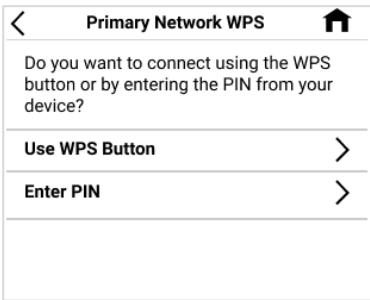 Primary Network WPS
Do you want to connect using the WPS
button or by entering the PIN from your
device?
Use WPS Button
Enter PIN